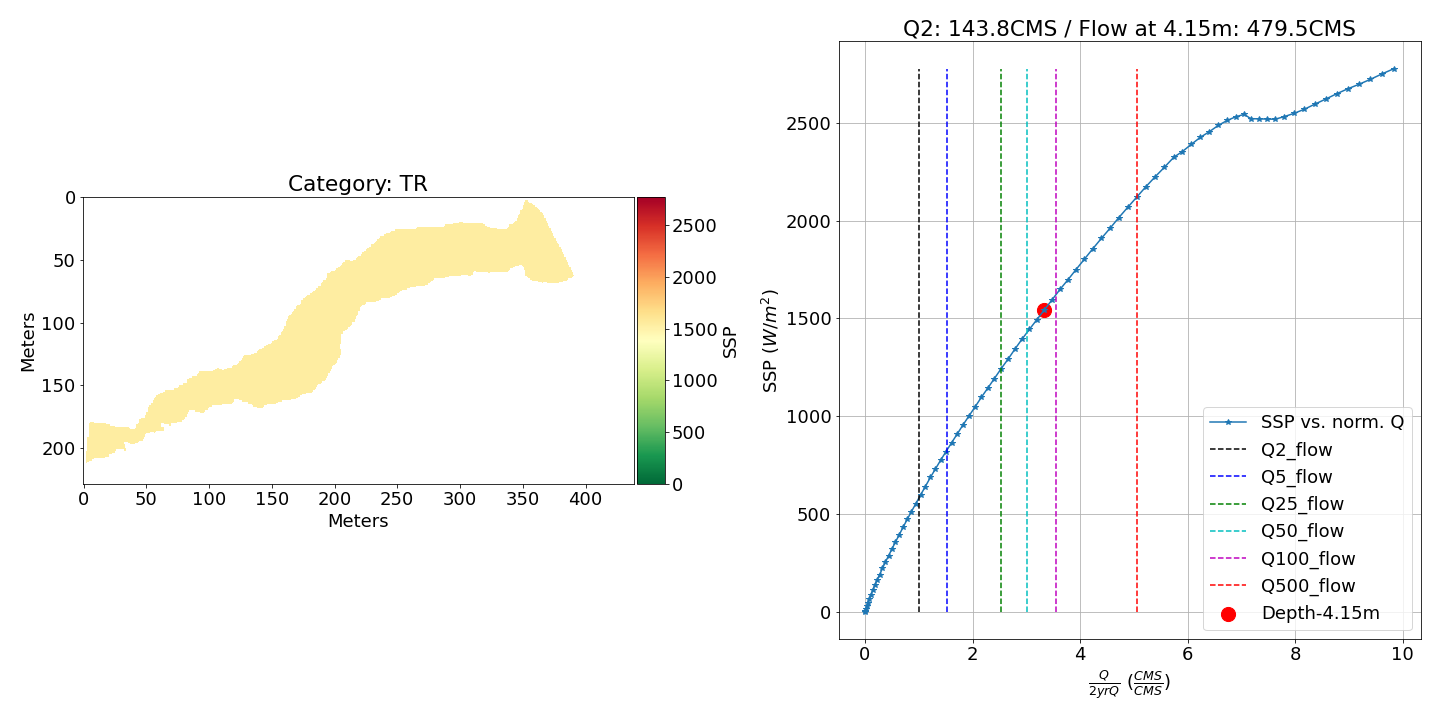 Category: TR
0
50
100
150
200
Meters
0 50 100 150 200 250 300 350 400
Meters
2500
2000
1500
1000
500
0
SSP
Q2: 143.8CMS / Flow at 4.15m: 479.5CMS
2500
2000
1500
1000
500
0
SSP (W/m²)
0 2 4 6 8 10
Q/2yrQ (CMS/CMS)
SSP vs. norm. Q
Q2_flow
Q5_flow
Q25_flow
Q50_flow
Q100_flow
Q500_flow
Depth-4.15m